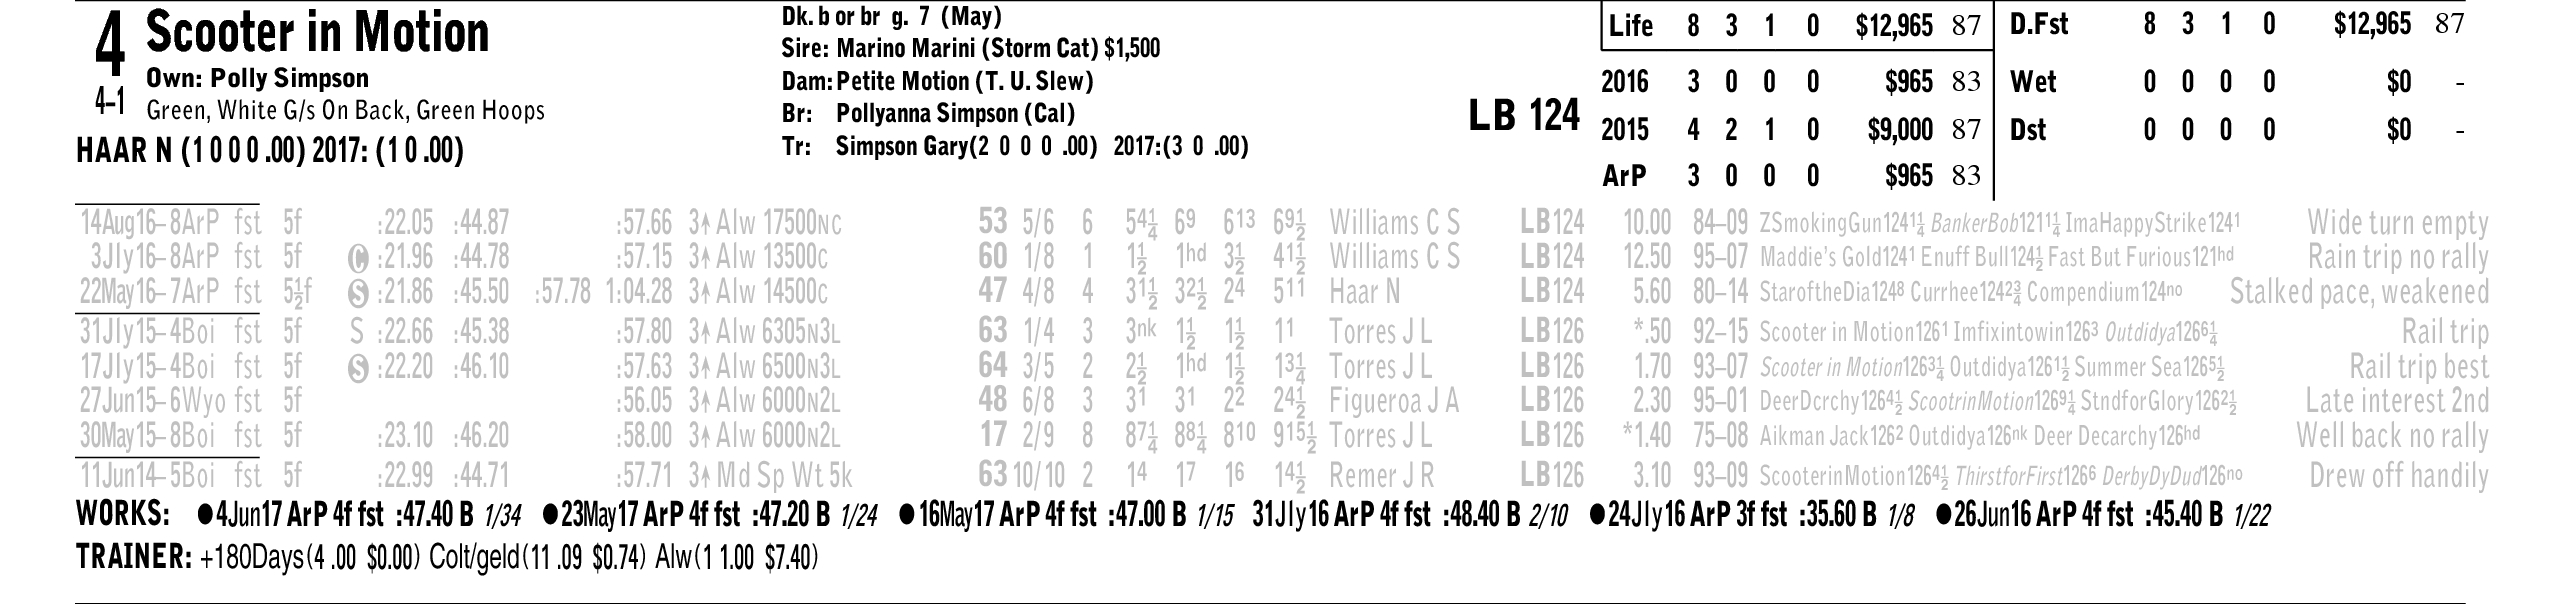 4 Scooter in Motion
Own: Polly Simpson
4–1 Green, White G/s On Back, Green Hoops
HAAR N (1 0 0 0 .00) 2017: (1 0 .00)
Dk. b or br g. 7 (May)
Sire: Marino Marini (Storm Cat) $1,500
Dam: Petite Motion (T. U. Slew)
Br: Pollyanna Simpson (Cal)
Tr: Simpson Gary(2 0 0 0 .00) 2017:(3 0 .00)
LB 124
Life 8 3 1 0 $12,965 87 D.Fst 8 3 1 0 $12,965 87
2016 3 0 0 0 $965 83 Wet 0 0 0 0 $0 -
2015 4 2 1 0 $9,000 87 Dst 0 0 0 0 $0 -
ArP 3 0 0 0 $965 83
14Aug16–8ArP fst 5f :22.05 :44.87 :57.66 3↑ Alw 17500NC 53 5/6 6 54¼ 69 613 69½ Williams C S LB124 10.00 84–09 ZSmokingGun1241¼ BankerBob1211¼ ImaHappyStrike1241 Wide turn empty
3Jly16–8ArP fst 5f Ⓒ :21.96 :44.78 :57.15 3↑ Alw 13500C 60 1/8 1 1½ 1hd 3½ 41½ Williams C S LB124 12.50 95–07 Maddie's Gold1241 Enuff Bull124½ Fast But Furious121hd Rain trip no rally
22May16–7ArP fst 5½f Ⓢ :21.86 :45.50 :57.78 1:04.28 3↑ Alw 14500C 47 4/8 4 31½ 32½ 24 511 Haar N LB124 5.60 80–14 StaroftheDia1248 Currhee1242¾ Compendium124no Stalked pace, weakened
31Jly15–4Boi fst 5f S :22.66 :45.38 :57.80 3↑ Alw 6305N3L 63 1/4 3 3nk 1½ 1½ 11 Torres J L LB126 *.50 92–15 Scooter in Motion1261 Imfixintowin1263 Outdidya1266¼ Rail trip
17Jly15–4Boi fst 5f Ⓢ :22.20 :46.10 :57.63 3↑ Alw 6500N3L 64 3/5 2 2½ 1hd 1½ 13¼ Torres J L LB126 1.70 93–07 Scooter in Motion1263¼ Outdidya1261½ Summer Sea1265½ Rail trip best
27Jun15–6Wyo fst 5f :56.05 3↑ Alw 6000N2L 48 6/8 3 31 31 22 24½ Figueroa J A LB126 2.30 95–01 DeerDcrchy1264½ ScootrinMotion1269¼ StndforGlory1262½ Late interest 2nd
30May15–8Boi fst 5f :23.10 :46.20 :58.00 3↑ Alw 6000N2L 17 2/9 8 87¼ 88¼ 810 915½ Torres J L LB126 *1.40 75–08 Aikman Jack1262 Outdidya126nk Deer Decarchy126hd Well back no rally
11Jun14–5Boi fst 5f :22.99 :44.71 :57.71 3↑ Md Sp Wt 5k 63 10/10 2 14 17 16 14½ Remer J R LB126 3.10 93–09 ScooterinMotion1264½ ThirstforFirst1266 DerbyDyDud126no Drew off handily
WORKS: ●4Jun17 ArP 4f fst :47.40 B 1/34 ●23May17 ArP 4f fst :47.20 B 1/24 ●16May17 ArP 4f fst :47.00 B 1/15 31Jly16 ArP 4f fst :48.40 B 2/10 ●24Jly16 ArP 3f fst :35.60 B 1/8 ●26Jun16 ArP 4f fst :45.40 B 1/22
TRAINER: +180Days(4 .00 $0.00) Colt/geld(11 .09 $0.74) Alw(1 1.00 $7.40)